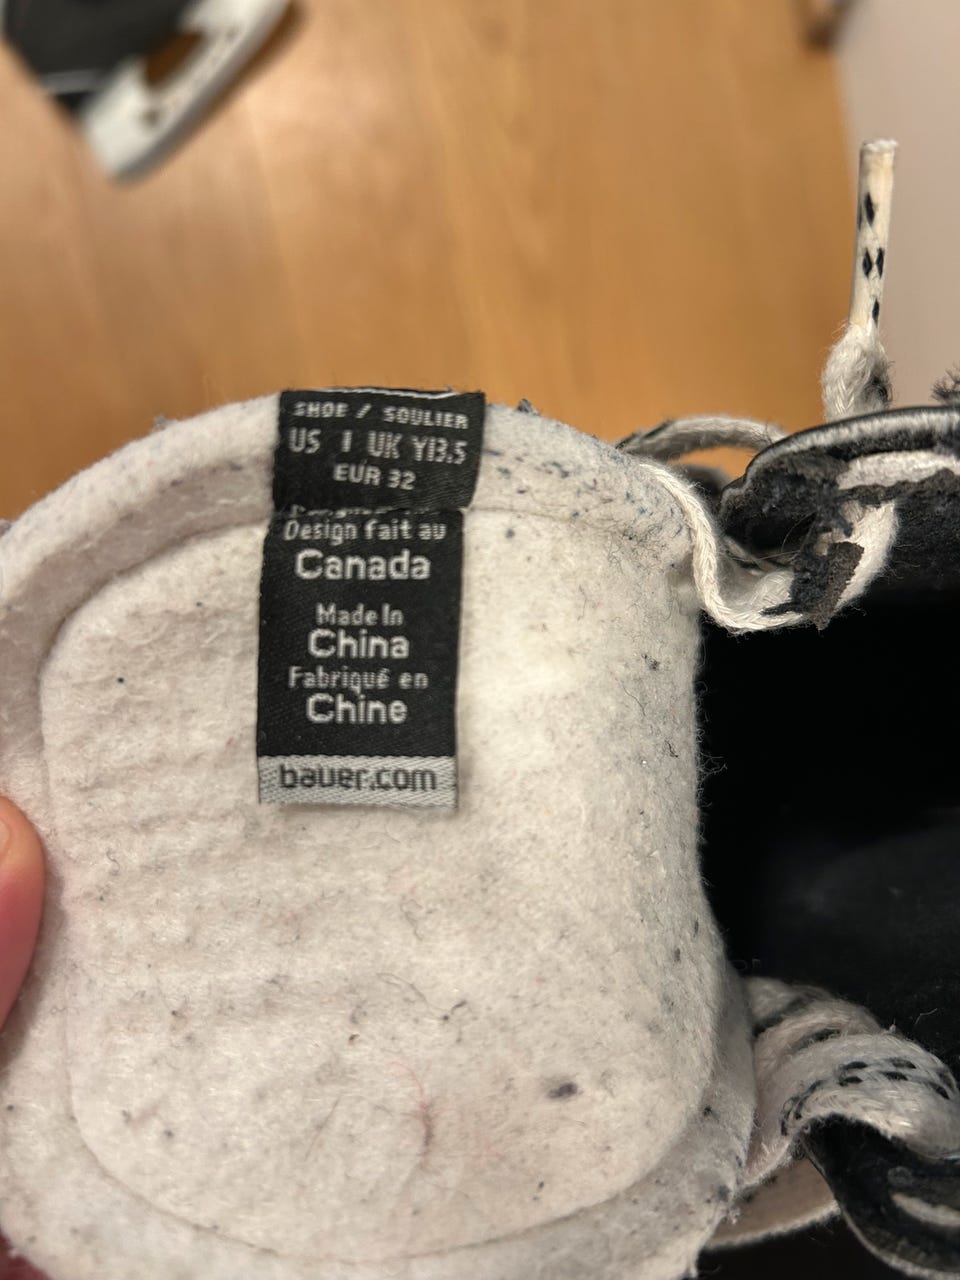 SHOE / SOULIER
US 1 UK Y13.5
EUR 32
Design fait au
Canada
Made In
China
Fabriqué en
Chine
bauer.com